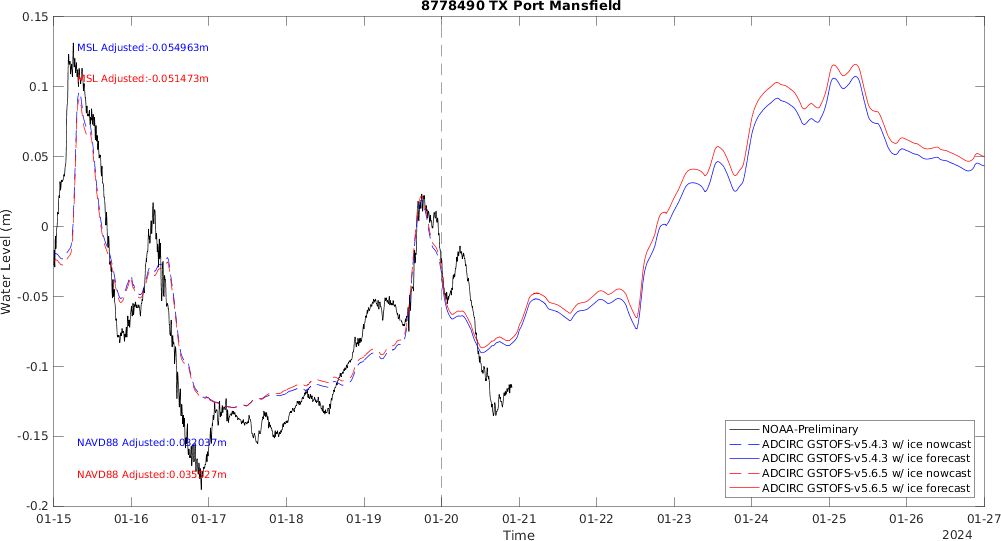 8778490 TX Port Mansfield
0.15
MSL Adjusted:-0.054963m
MSL Adjusted:-0.051473m
0.1
0.05
0
Water Level (m)
-0.05
-0.1
-0.15
NAVD88 Adjusted:0.032037m
NAVD88 Adjusted:
-0.2
NOAA-Preliminary
ADCIRC GSTOFS-v5.4.3 w/ ice nowcast
ADCIRC GSTOFS-v5.4.3 w/ ice forecast
ADCIRC GSTOFS-v5.6.5 w/ ice nowcast
ADCIRC GSTOFS-v5.6.5 w/ ice forecast
01-15 01-16 01-17 01-18 01-19 01-20 01-21 01-22 01-23 01-24 01-25 01-26 01-27
Time
2024